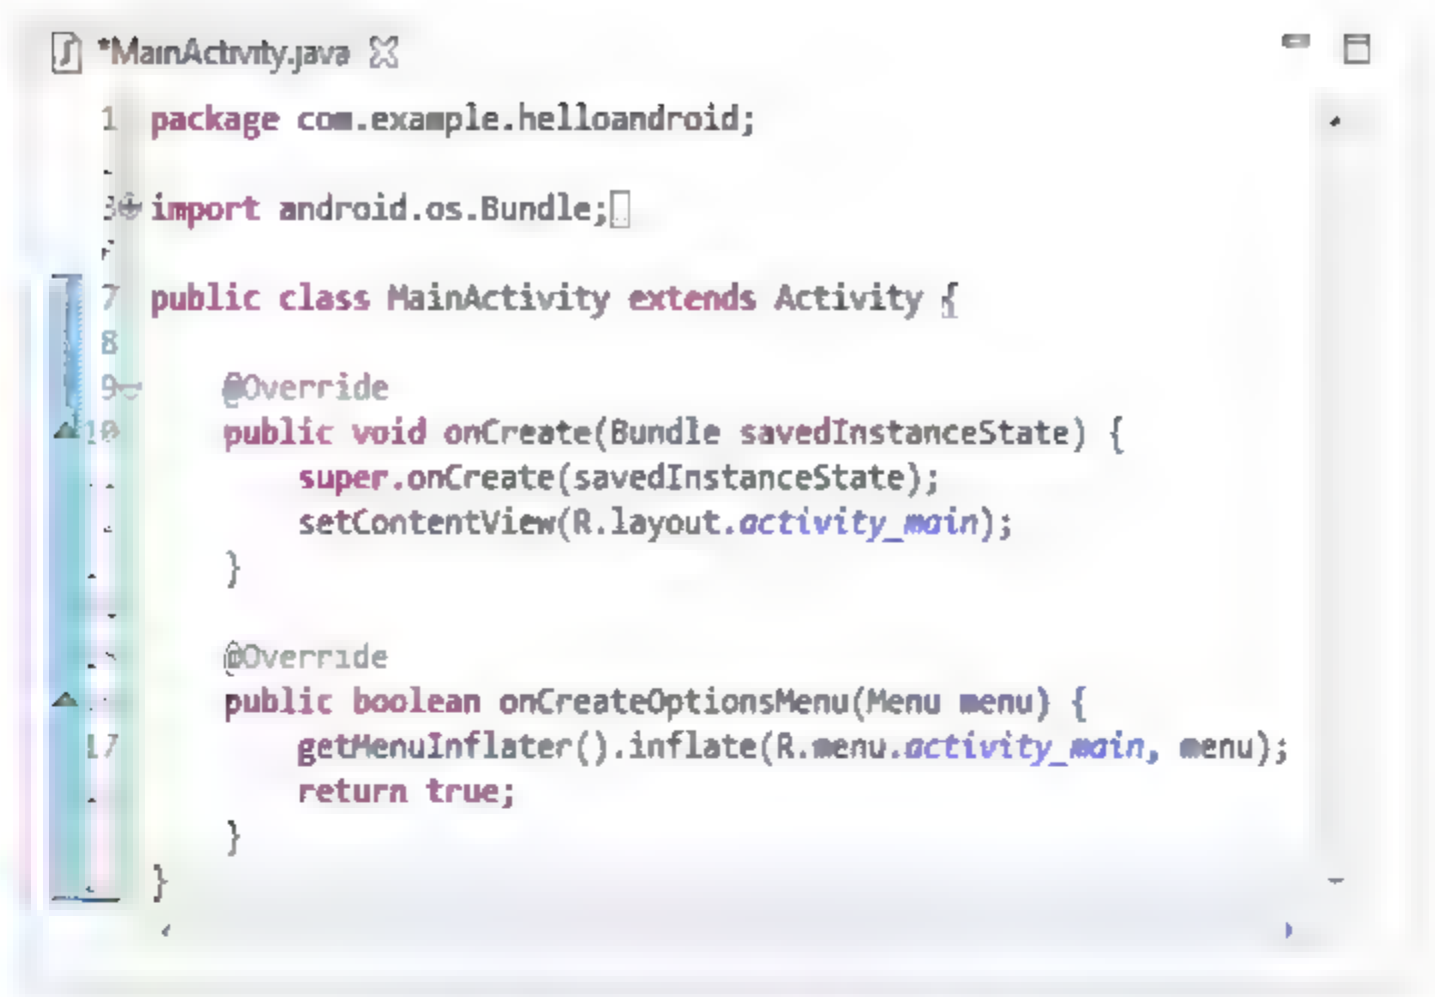 *MainActivity.java
1 package com.example.helloandroid;
3 import android.os.Bundle;
7 public class MainActivity extends Activity {
8
9 @Override
10 public void onCreate(Bundle savedInstanceState) {
super.onCreate(savedInstanceState);
setContentView(R.layout.activity_main);
}
@Override
public boolean onCreateOptionsMenu(Menu menu) {
17 getMenuInflater().inflate(R.menu.activity_main, menu);
return true;
}
}